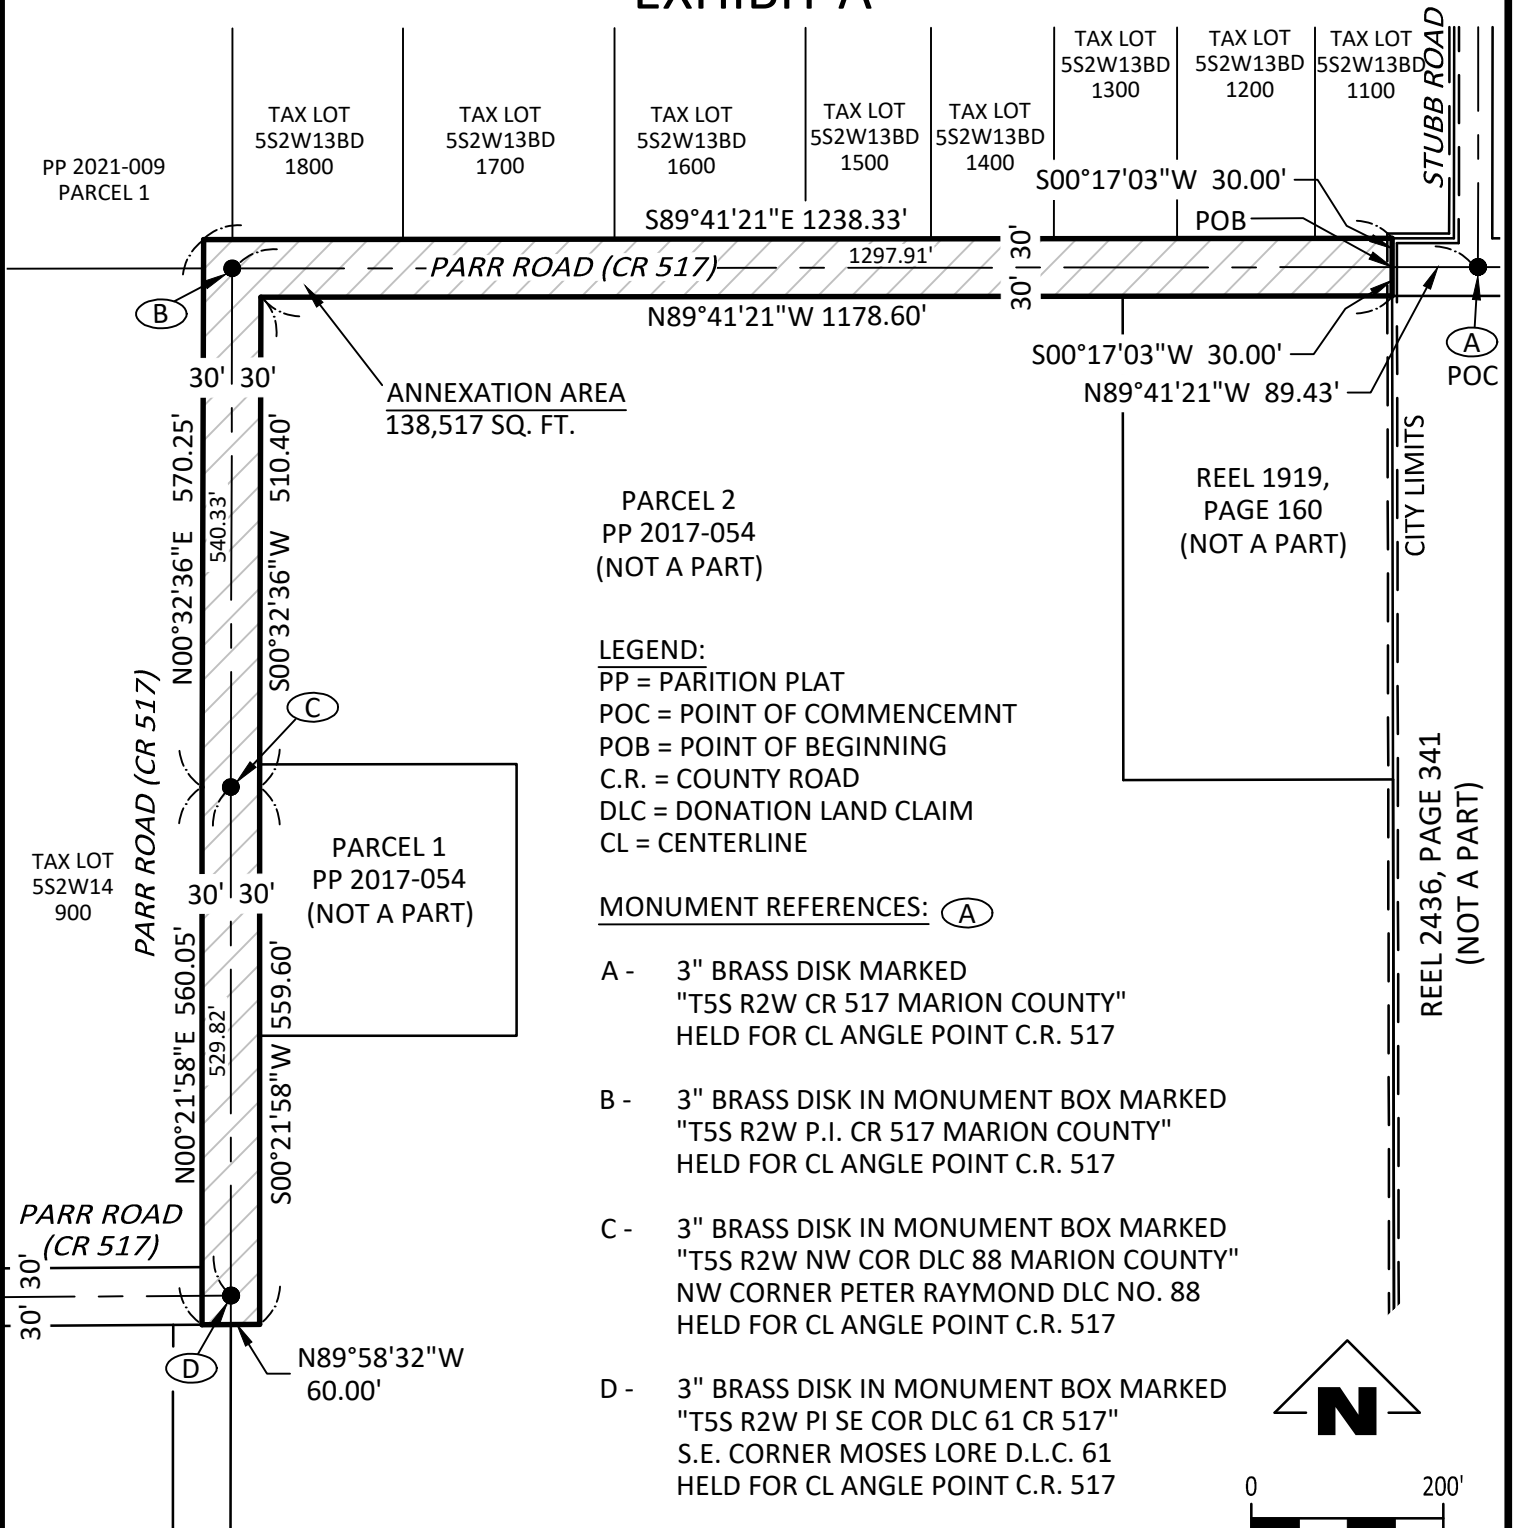 EXHIBIT A
TAX LOT
5S2W13BD
1300
TAX LOT
5S2W13BD
1200
TAX LOT
5S2W13BD
1100
STUBB ROAD
TAX LOT
5S2W13BD
1800
TAX LOT
5S2W13BD
1700
TAX LOT
5S2W13BD
1600
TAX LOT
5S2W13BD
1500
TAX LOT
5S2W13BD
1400
PP 2021-009
PARCEL 1
S00°17'03"W 30.00'
S89°41'21"E 1238.33'
POB
1297.91'
PARR ROAD (CR 517)
30'
30'
B
N89°41'21"W 1178.60'
A
POC
S00°17'03"W 30.00'
N89°41'21"W 89.43'
30'
30'
ANNEXATION AREA
138,517 SQ. FT.
N00°32'36"E 570.25'
540.33'
S00°32'36"W 510.40'
CITY LIMITS
PARCEL 2
PP 2017-054
(NOT A PART)
REEL 1919,
PAGE 160
(NOT A PART)
LEGEND:
PP = PARITION PLAT
POC = POINT OF COMMENCEMNT
POB = POINT OF BEGINNING
C.R. = COUNTY ROAD
DLC = DONATION LAND CLAIM
CL = CENTERLINE
C
PARR ROAD (CR 517)
REEL 2436, PAGE 341
(NOT A PART)
TAX LOT
5S2W14
900
30'
30'
PARCEL 1
PP 2017-054
(NOT A PART)
N00°21'58"E 560.05'
529.82'
S00°21'58"W 559.60'
MONUMENT REFERENCES: A
A - 3" BRASS DISK MARKED
"T5S R2W CR 517 MARION COUNTY"
HELD FOR CL ANGLE POINT C.R. 517
B - 3" BRASS DISK IN MONUMENT BOX MARKED
"T5S R2W P.I. CR 517 MARION COUNTY"
HELD FOR CL ANGLE POINT C.R. 517
C - 3" BRASS DISK IN MONUMENT BOX MARKED
"T5S R2W NW COR DLC 88 MARION COUNTY"
NW CORNER PETER RAYMOND DLC NO. 88
HELD FOR CL ANGLE POINT C.R. 517
D - 3" BRASS DISK IN MONUMENT BOX MARKED
"T5S R2W PI SE COR DLC 61 CR 517"
S.E. CORNER MOSES LORE D.L.C. 61
HELD FOR CL ANGLE POINT C.R. 517
PARR ROAD
(CR 517)
30'
30'
D
N89°58'32"W
60.00'
N
0 200'